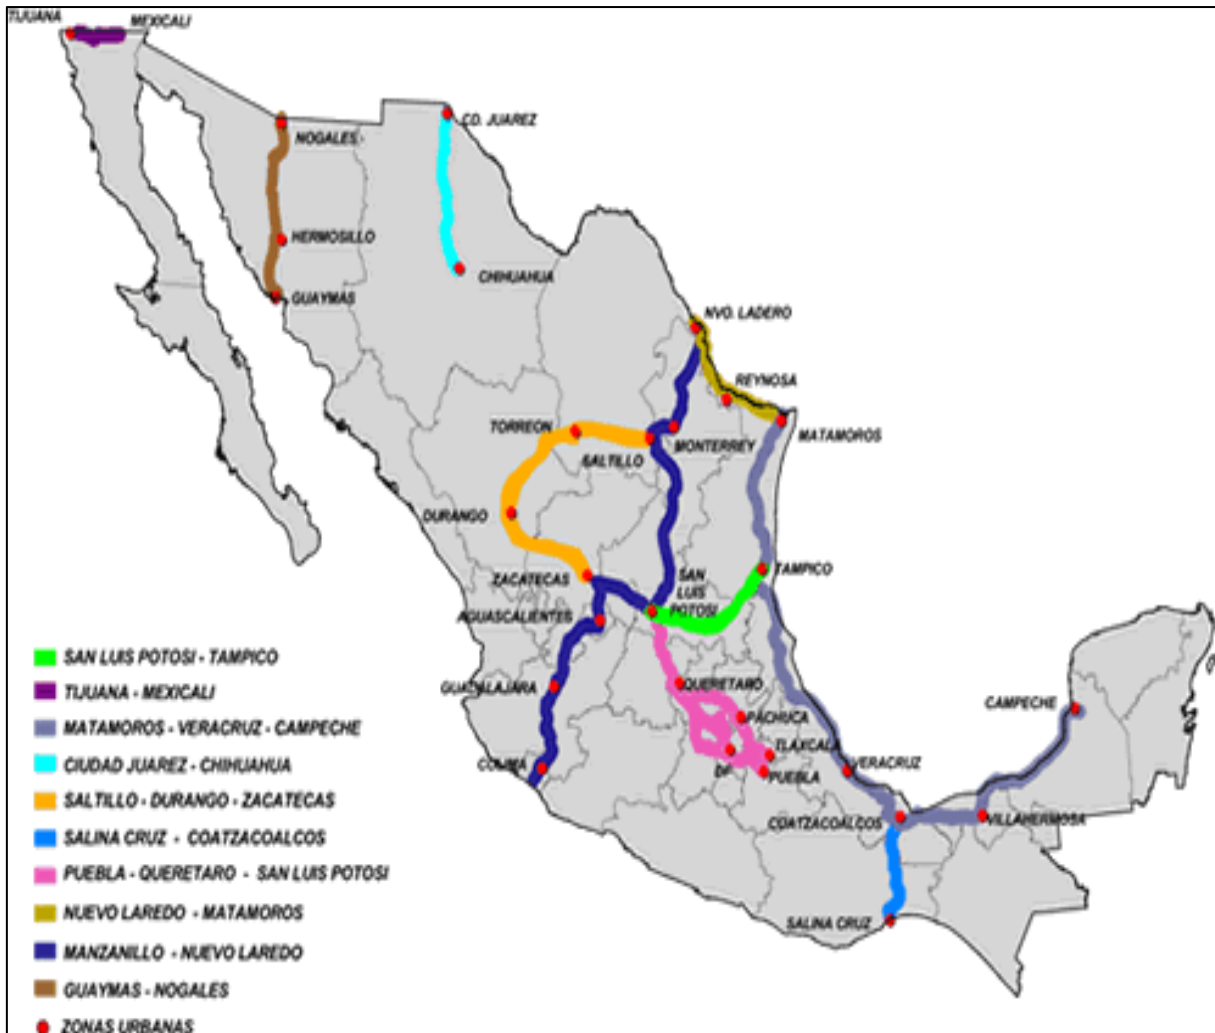 TIJUANA
MEXICALI
NOGALES
CD. JUAREZ
HERMOSILLO
CHIHUAHUA
GUAYMAS
NVO. LADERO
REYNOSA
TORREON
MATAMOROS
MONTERREY
SALTILLO
DURANGO
ZACATECAS
SAN
LUIS
POTOSI
TAMPICO
AGUASCALIENTES
GUADALAJARA
QUERETARO
CAMPECHE
PACHUCA
TLAXCALA
COLIMA
DF
PUEBLA
VERACRUZ
COATZACOALCOS
VILLAHERMOSA
SALINA CRUZ
SAN LUIS POTOSI - TAMPICO
TIJUANA - MEXICALI
MATAMOROS - VERACRUZ - CAMPECHE
CIUDAD JUAREZ - CHIHUAHUA
SALTILLO - DURANGO - ZACATECAS
SALINA CRUZ - COATZACOALCOS
PUEBLA - QUERETARO - SAN LUIS POTOSI
NUEVO LAREDO - MATAMOROS
MANZANILLO - NUEVO LAREDO
GUAYMAS - NOGALES
ZONAS URBANAS